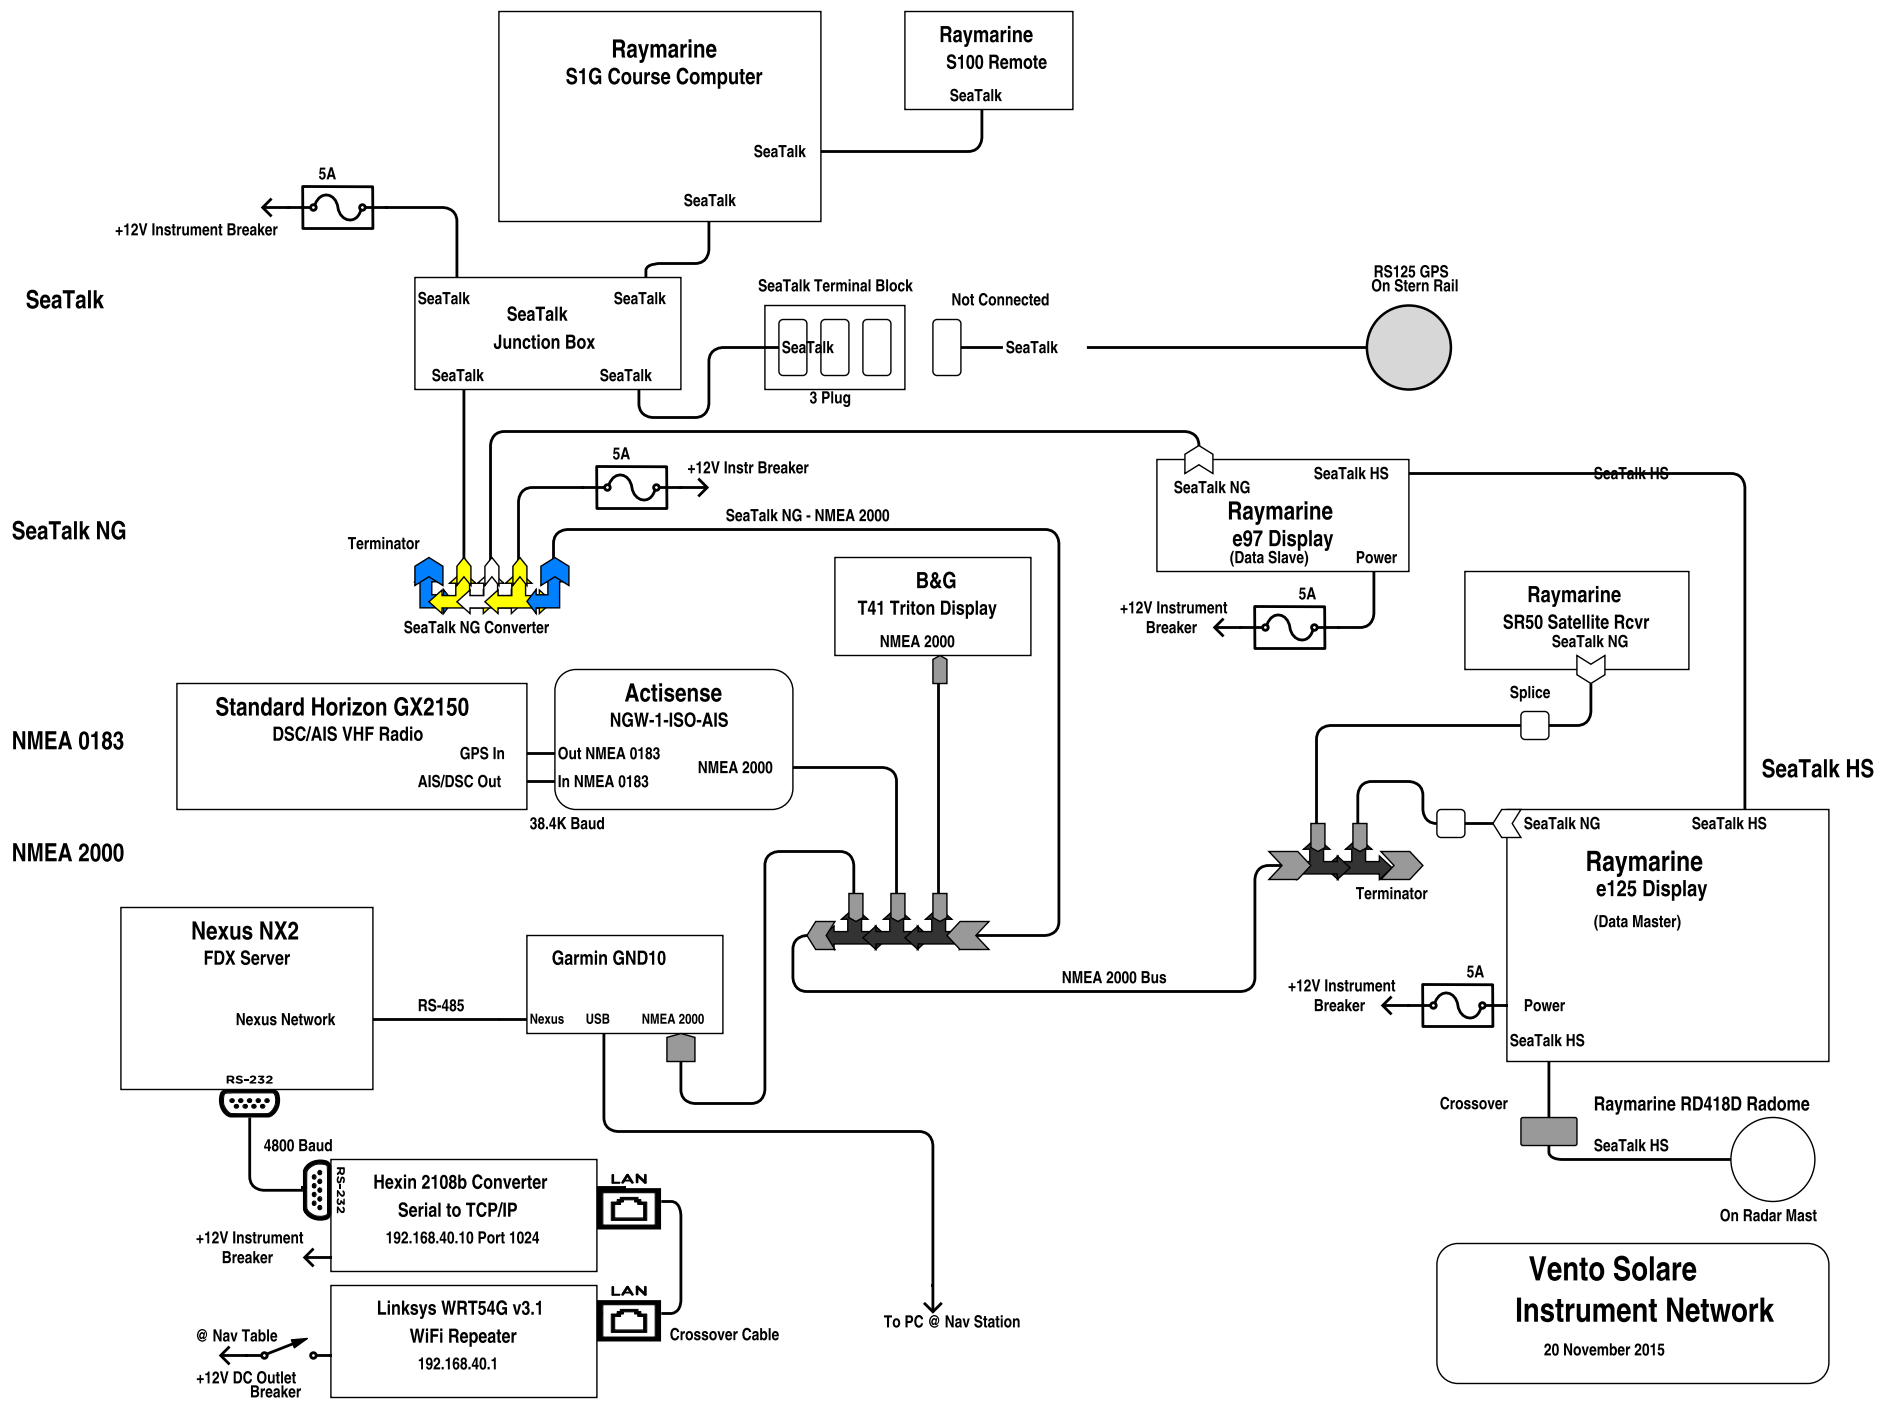 Raymarine
S1G Course Computer
SeaTalk
SeaTalk
Raymarine
S100 Remote
SeaTalk
5A
+12V Instrument Breaker
SeaTalk
SeaTalk
SeaTalk
SeaTalk
Junction Box
SeaTalk
SeaTalk
SeaTalk Terminal Block
SeaTalk
3 Plug
Not Connected
SeaTalk
RS125 GPS
On Stern Rail
SeaTalk NG
5A
+12V Instr Breaker
SeaTalk NG - NMEA 2000
Terminator
SeaTalk NG Converter
SeaTalk HS
SeaTalk NG
Raymarine
e97 Display
(Data Slave)
Power
SeaTalk HS
5A
+12V Instrument
Breaker
B&G
T41 Triton Display
NMEA 2000
Raymarine
SR50 Satellite Rcvr
SeaTalk NG
Splice
NMEA 0183
Standard Horizon GX2150
DSC/AIS VHF Radio
GPS In
AIS/DSC Out
Actisense
NGW-1-ISO-AIS
Out NMEA 0183
NMEA 2000
In NMEA 0183
38.4K Baud
SeaTalk HS
NMEA 2000
SeaTalk NG
SeaTalk HS
Raymarine
e125 Display
(Data Master)
Power
SeaTalk HS
Terminator
5A
+12V Instrument
Breaker
NMEA 2000 Bus
Nexus NX2
FDX Server
Nexus Network
RS-232
RS-485
Garmin GND10
Nexus
USB
NMEA 2000
Crossover
Raymarine RD418D Radome
SeaTalk HS
On Radar Mast
4800 Baud
RS-232
Hexin 2108b Converter
Serial to TCP/IP
192.168.40.10 Port 1024
LAN
+12V Instrument
Breaker
Linksys WRT54G v3.1
WiFi Repeater
192.168.40.1
LAN
Crossover Cable
@ Nav Table
+12V DC Outlet
Breaker
To PC @ Nav Station
Vento Solare
Instrument Network
20 November 2015